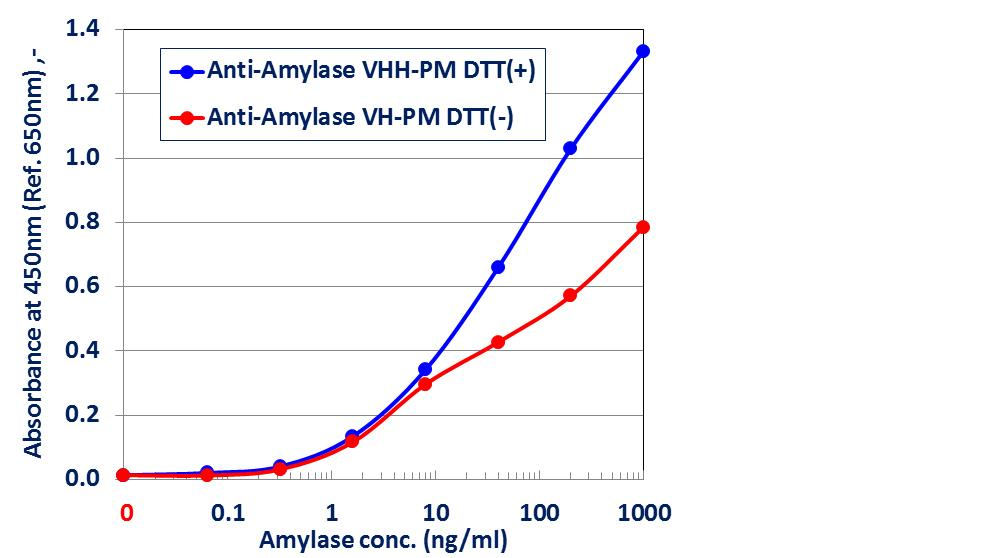 Absorbance at 450nm (Ref. 650nm) ,-
1.4
1.2
1.0
0.8
0.6
0.4
0.2
0.0
Anti-Amylase VHH-PM DTT(+)
Anti-Amylase VH-PM DTT(-)
0 0.1 1 10 100 1000
Amylase conc. (ng/ml)